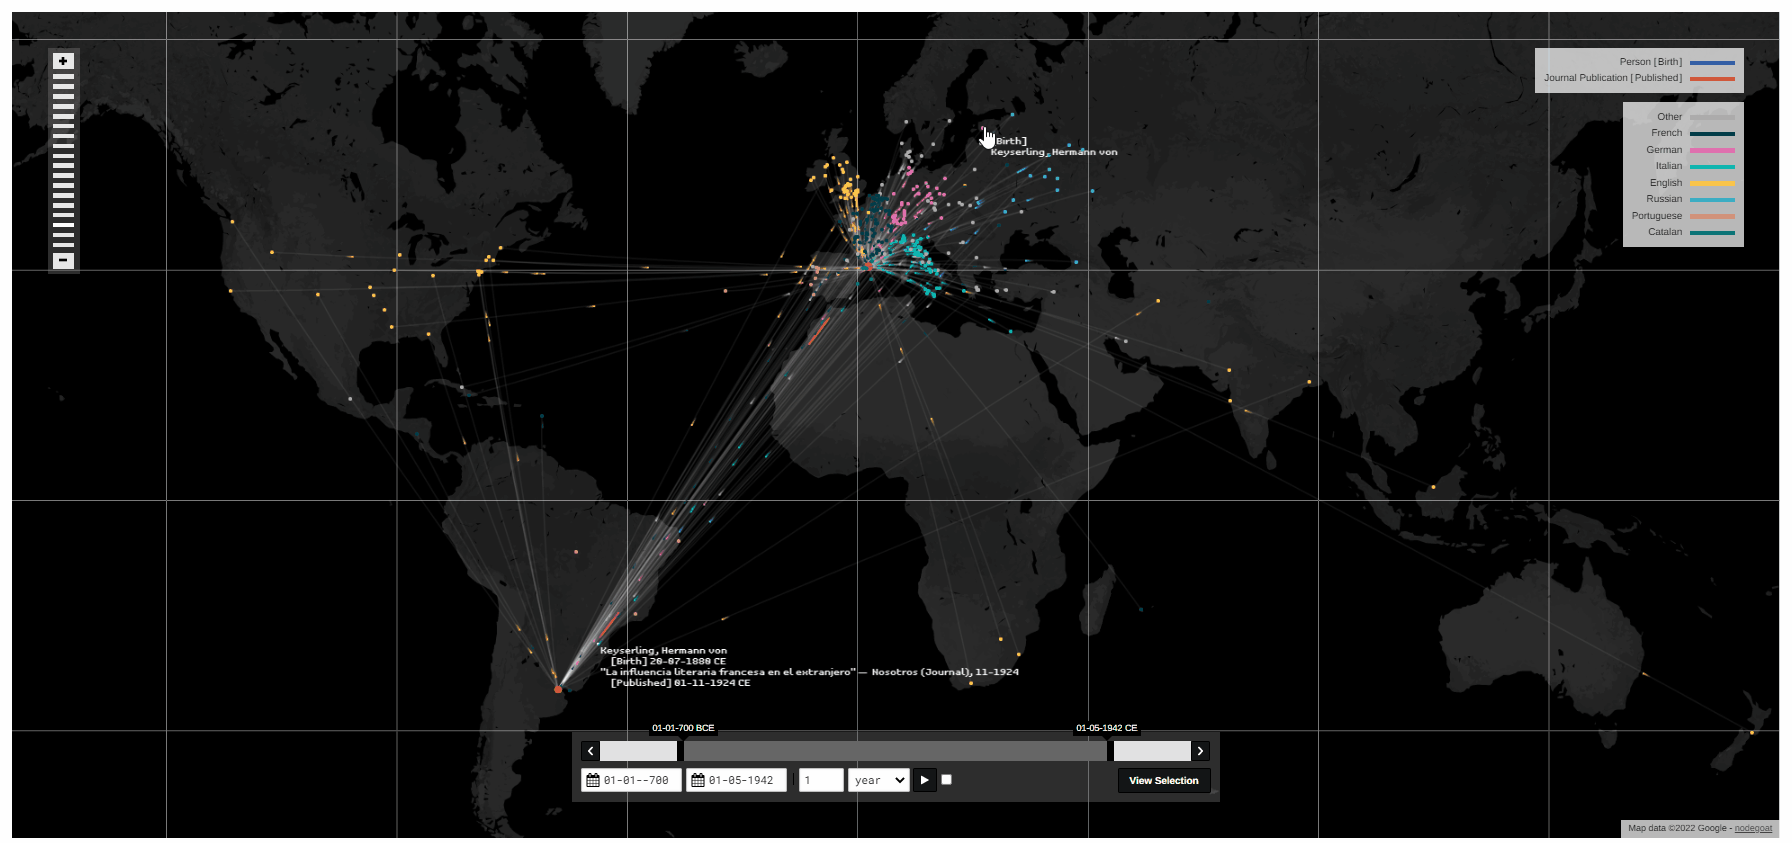 +
−
Person [Birth]
Journal Publication [Published]
Other
French
German
Italian
English
Russian
Portuguese
Catalan
[Birth]
Keyserling, Hermann von
Keyserling, Hermann von
[Birth] 20-07-1880 CE
"La influencia literaria francesa en el extranjero" — Nosotros (Journal), 11-1924
[Published] 01-11-1924 CE
01-01-700 BCE
01-05-1942 CE
01-01--700
01-05-1942
1
year
View Selection
Map data ©2022 Google - nodegoat